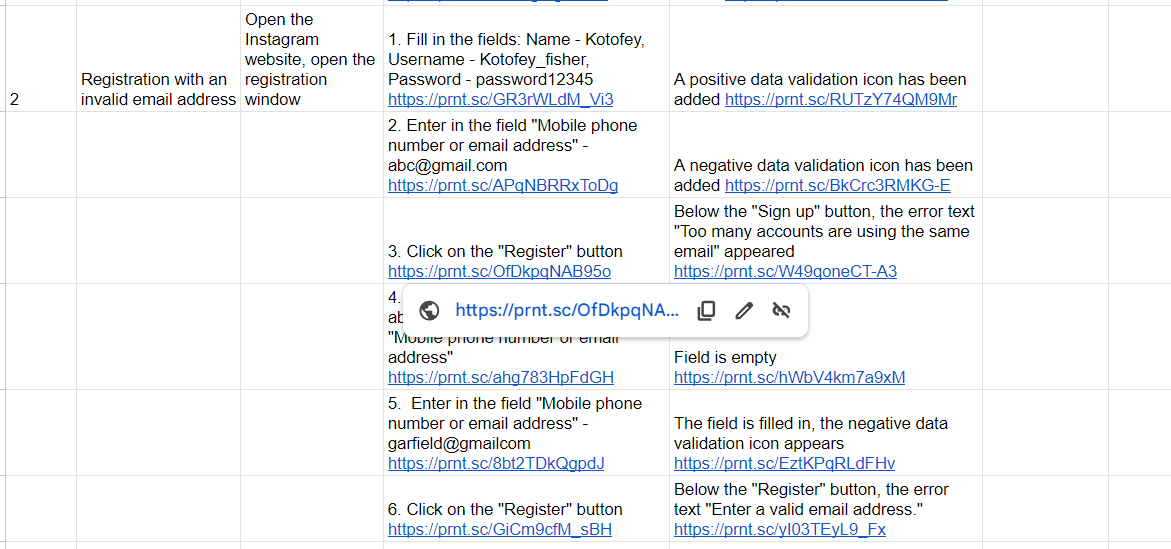 2
Registration with an
invalid email address
Open the
Instagram
website, open the
registration
window
1. Fill in the fields: Name - Kotofey,
Username - Kotofey_fisher,
Password - password12345
https://prnt.sc/GR3rWLdM_Vi3
A positive data validation icon has been
added https://prnt.sc/RUTzY74QM9Mr
2. Enter in the field "Mobile phone
number or email address" -
abc@gmail.com
https://prnt.sc/APqNBRRxToDg
A negative data validation icon has been
added https://prnt.sc/BkCrc3RMKG-E
3. Click on the "Register" button
https://prnt.sc/OfDkpqNAB95o
Below the "Sign up" button, the error text
"Too many accounts are using the same
email" appeared
https://prnt.sc/W49qoneCT-A3
https://prnt.sc/OfDkpqNA...
4.
"Mobile phone number or email
address"
https://prnt.sc/ahg783HpFdGH
Field is empty
https://prnt.sc/hWbV4km7a9xM
5. Enter in the field "Mobile phone
number or email address" -
garfield@gmailcom
https://prnt.sc/8bt2TDkQgpdJ
The field is filled in, the negative data
validation icon appears
https://prnt.sc/EztKPqRLdFHv
6. Click on the "Register" button
https://prnt.sc/GiCm9cfM_sBH
Below the "Register" button, the error
text "Enter a valid email address."
https://prnt.sc/yI03TEyL9_Fx